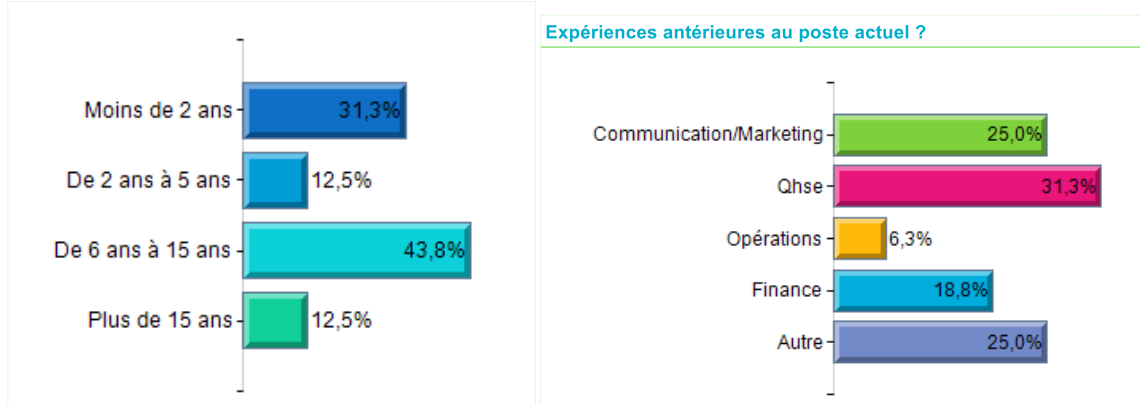 Moins de 2 ans
31,3%
De 2 ans à 5 ans
12,5%
De 6 ans à 15 ans
43,8%
Plus de 15 ans
12,5%
Expériences antérieures au poste actuel ?
Communication/Marketing
25,0%
Qhse
31,3%
Opérations
6,3%
Finance
18,8%
Autre
25,0%